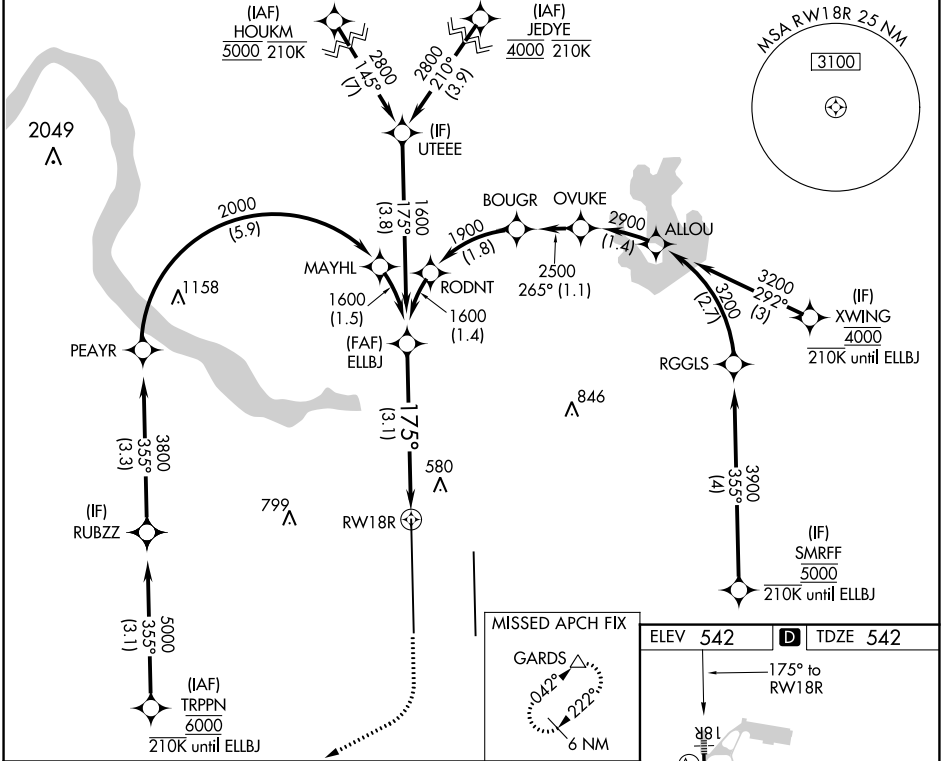 (IAF)
HOUKM
5000 210K
(IAF)
JEDYE
4000 210K
MSA RW18R 25 NM
3100
2800
145°
(7)
2800
210°
(3.9)
2049
(IF)
UTEEE
2000
(5.9)
1600
175°
(3.8)
BOUGR
OVUKE
1900
(1.8)
2900
(1.4)
ALLOU
2500
265° (1.1)
MAYHL
RODNT
1158
1600
(1.5)
1600
(1.4)
3200
(2.7)
3200
292°
(3)
(IF)
XWING
4000
210K until ELLBJ
PEAYR
(FAF)
ELLBJ
RGGLS
175°
(3.1)
846
3800
355°
(3.3)
580
799
3900
355°
(4)
(IF)
RUBZZ
RW18R
(IF)
SMRFF
5000
210K until ELLBJ
5000
355°
(3.1)
(IAF)
TRPPN
6000
210K until ELLBJ
MISSED APCH FIX
GARDS
042°
222°
6 NM
ELEV 542 D TDZE 542
175° to
RW18R
18R
A